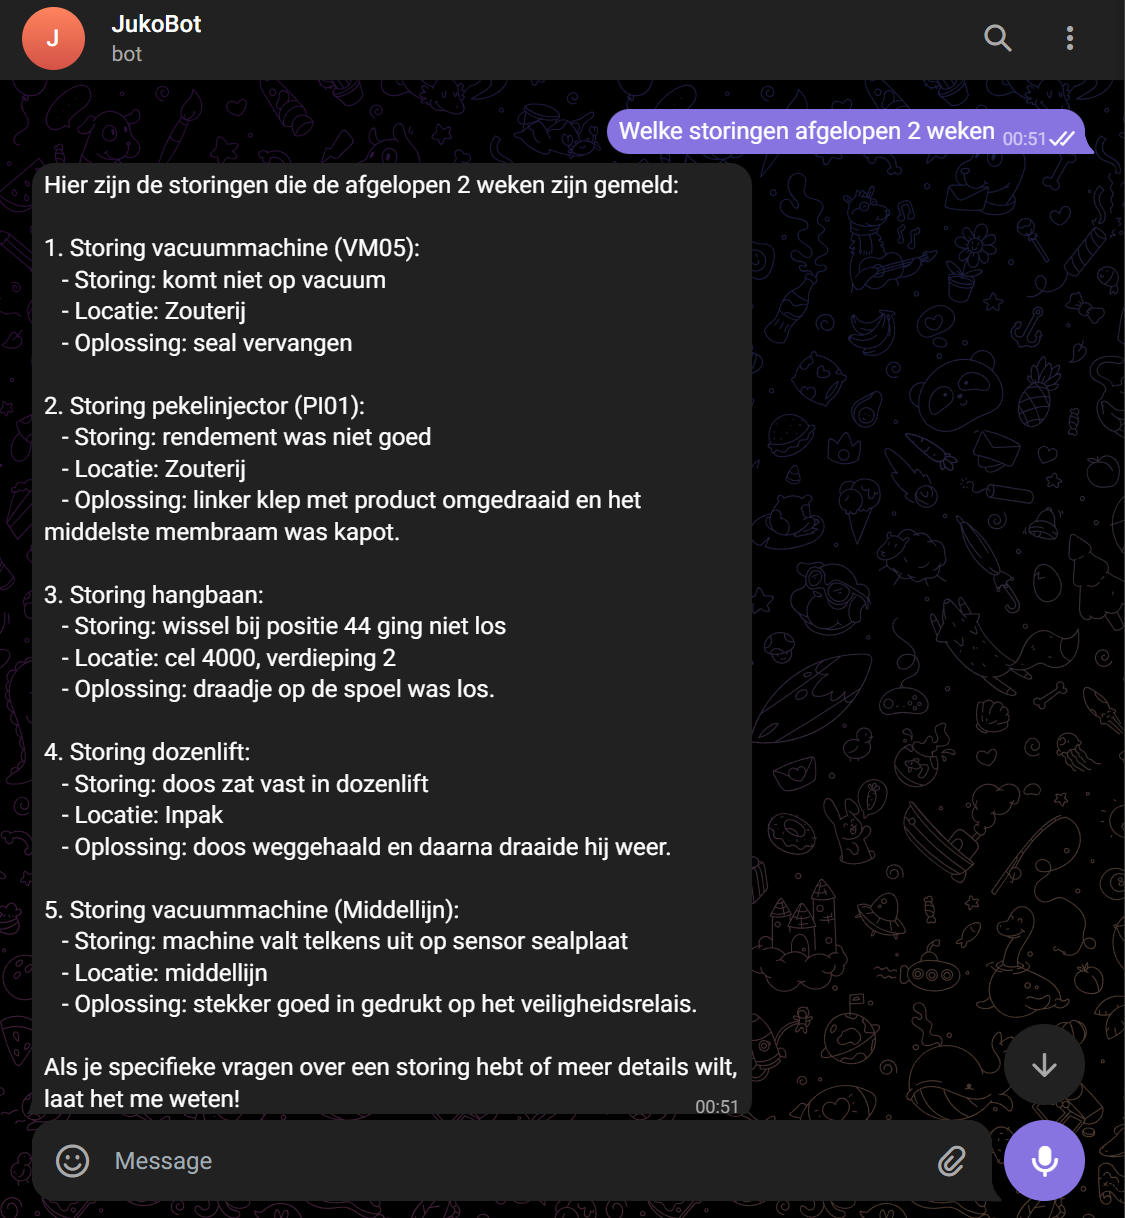 J
JukoBot
bot
Welke storingen afgelopen 2 weken 00:51
Hier zijn de storingen die de afgelopen 2 weken zijn gemeld:
1. Storing vacuummachine (VM05):
- Storing: komt niet op vacuum
- Locatie: Zouterij
- Oplossing: seal vervangen
2. Storing pekelinjector (PI01):
- Storing: rendement was niet goed
- Locatie: Zouterij
- Oplossing: linker klep met product omgedraaid en het
middelste membraam was kapot.
3. Storing hangbaan:
- Storing: wissel bij positie 44 ging niet los
- Locatie: cel 4000, verdieping 2
- Oplossing: draadje op de spoel was los.
4. Storing dozenlift:
- Storing: doos zat vast in dozenlift
- Locatie: Inpak
- Oplossing: doos weggehaald en daarna draaide hij weer.
5. Storing vacuummachine (Middellijn):
- Storing: machine valt telkens uit op sensor sealplaat
- Locatie: middellijn
- Oplossing: stekker goed in gedrukt op het veiligheidsrelais.
Als je specifieke vragen over een storing hebt of meer details wilt,
laat het me weten!
00:51
Message